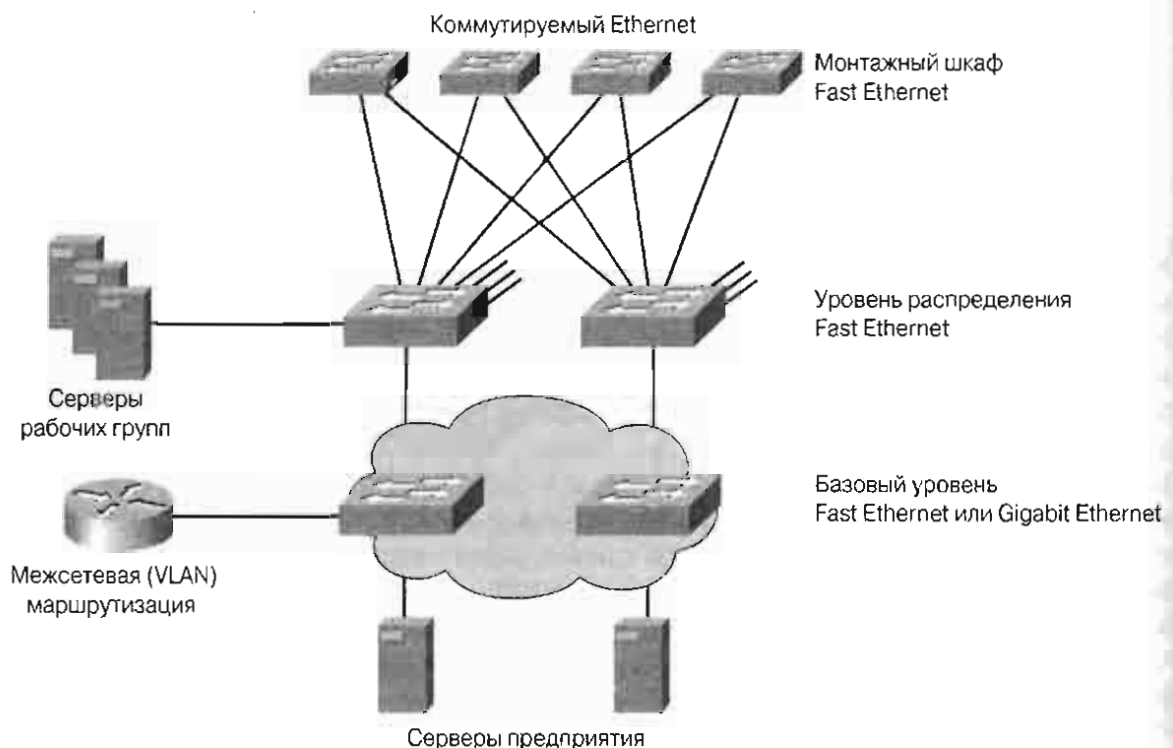 Коммутируемый Ethernet
Монтажный шкаф
Fast Ethernet
Уровень распределения
Fast Ethernet
Серверы
рабочих групп
Базовый уровень
Fast Ethernet или Gigabit Ethernet
Межсетевая (VLAN)
маршрутизация
Серверы предприятия